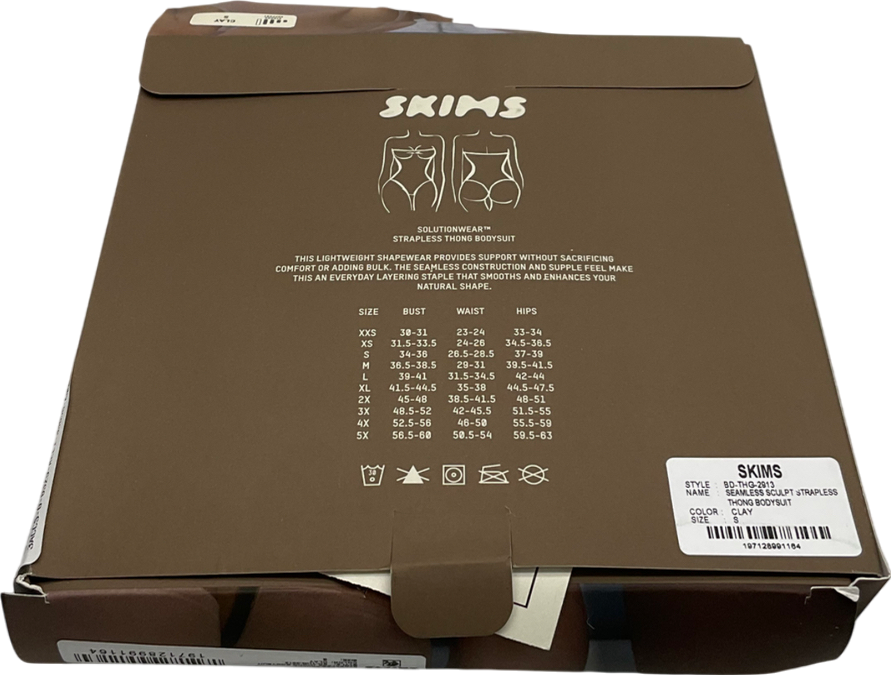 CLAY
S
SKIMS
SOLUTIONWEAR™
STRAPLESS THONG BODYSUIT
THIS LIGHTWEIGHT SHAPEWEAR PROVIDES SUPPORT WITHOUT SACRIFICING
COMFORT OR ADDING BULK. THE SEAMLESS CONSTRUCTION AND SUPPLE FEEL MAKE
THIS AN EVERYDAY LAYERING STAPLE THAT SMOOTHS AND ENHANCES YOUR
NATURAL SHAPE.
SIZE BUST WAIST HIPS
XXS 30-31 23-24 33-34
XS 31.5-33.5 24-26 34.5-36.5
S 34-36 26.5-28.5 37-39
M 36.5-38.5 29-31 39.5-41.5
L 39-41 31.5-34.5 42-44
XL 41.5-44.5 35-38 44.5-47.5
2X 45-48 38.5-41.5 48-51
3X 48.5-52 42-45.5 51.5-55
4X 52.5-56 46-50 55.5-59
5X 56.5-60 50.5-54 59.5-63
30
SKIMS
STYLE : BD-THG-2913
NAME : SEAMLESS SCULPT STRAPLESS
THONG BODYSUIT
COLOR : CLAY
SIZE : S
197128991164
197128991164